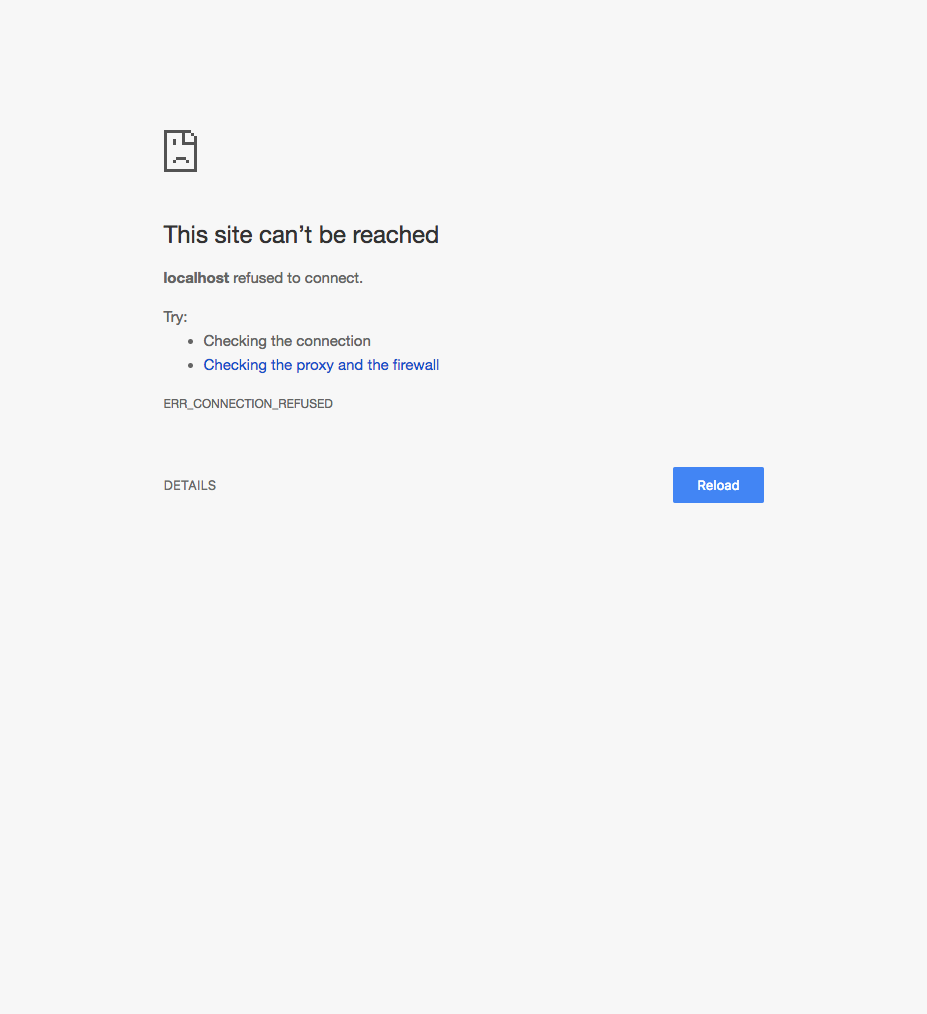 This site can’t be reached
localhost refused to connect.
Try:
Checking the connection
Checking the proxy and the firewall
ERR_CONNECTION_REFUSED
DETAILS
Reload